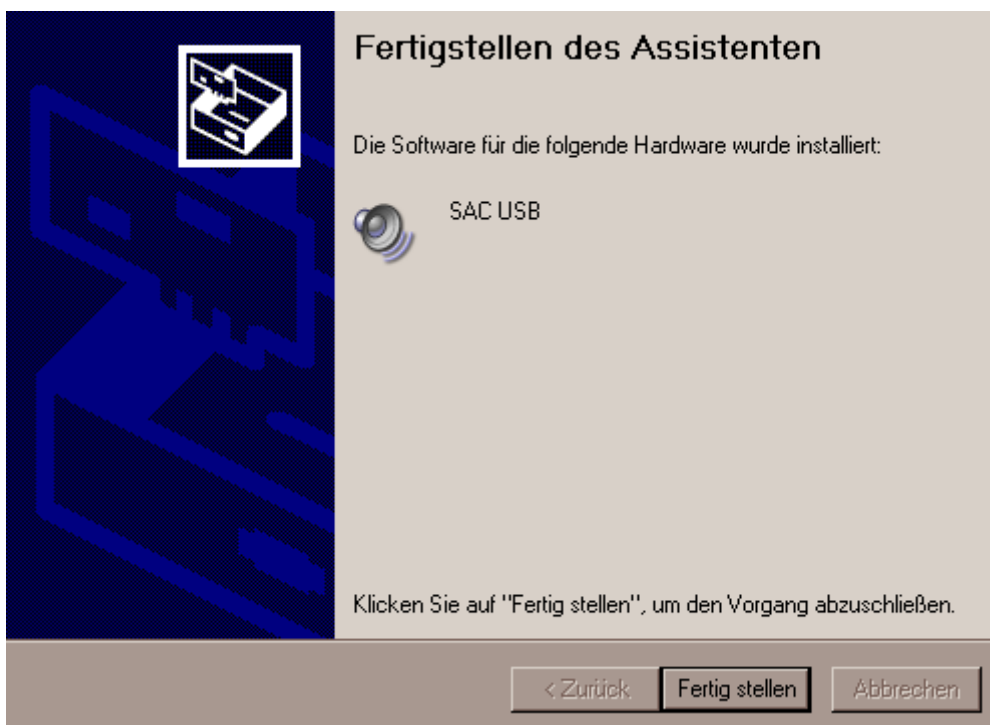 Fertigstellen des Assistenten
Die Software für die folgende Hardware wurde installiert:
SAC USB
Klicken Sie auf "Fertig stellen", um den Vorgang abzuschließen.
< Zurück
Fertig stellen
Abbrechen